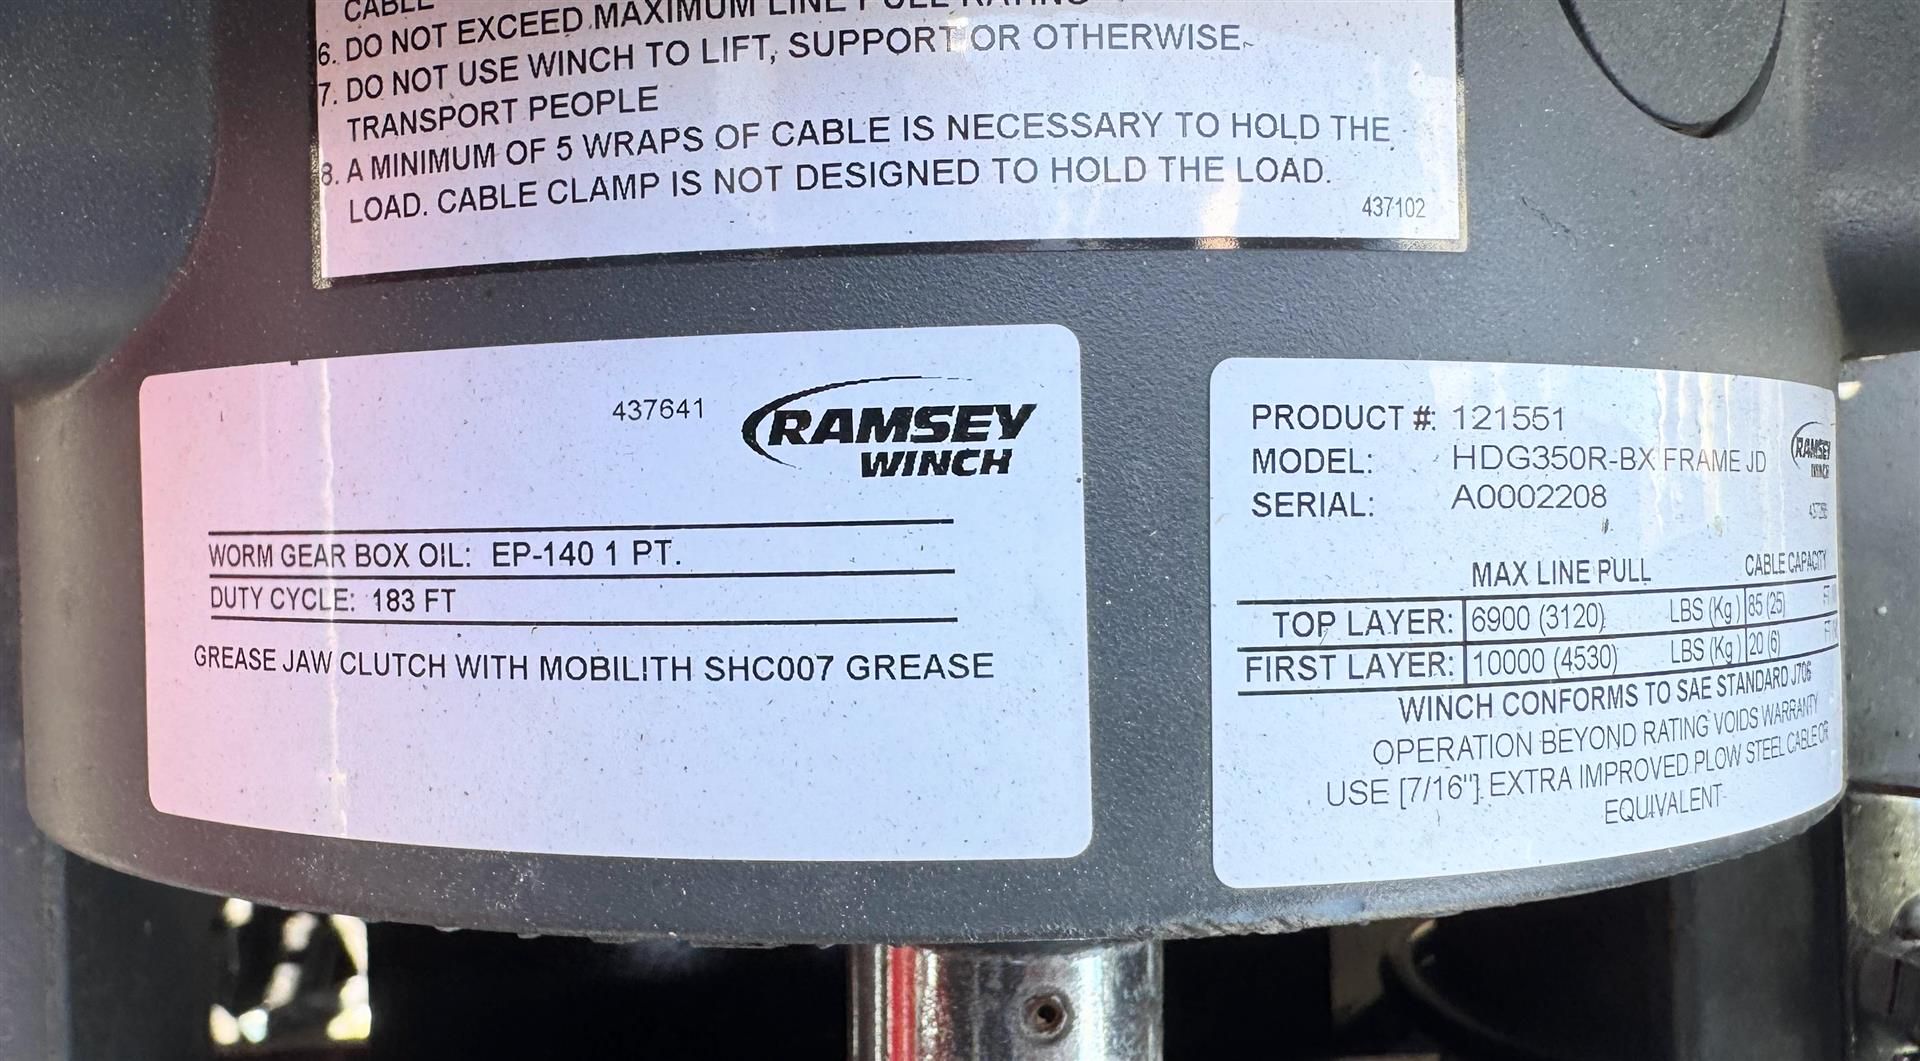 CABLE
6. DO NOT EXCEED MAXIMUM LINE PULL RATING
7. DO NOT USE WINCH TO LIFT, SUPPORT OR OTHERWISE
TRANSPORT PEOPLE
8. A MINIMUM OF 5 WRAPS OF CABLE IS NECESSARY TO HOLD THE
LOAD. CABLE CLAMP IS NOT DESIGNED TO HOLD THE LOAD.
437102
437641
RAMSEY
WINCH
WORM GEAR BOX OIL: EP-140 1 PT.
DUTY CYCLE: 183 FT
GREASE JAW CLUTCH WITH MOBILITH SHC007 GREASE
PRODUCT #: 121551
MODEL: HDG350R-BX FRAME JD
SERIAL: A0002208
RAMSEY
WINCH
MAX LINE PULL CABLE CAPACITY
TOP LAYER: 6900 (3120) LBS (Kg) 85 (25)
FIRST LAYER: 10000 (4530) LBS (Kg) 20 (6)
WINCH CONFORMS TO SAE STANDARD J706
OPERATION BEYOND RATING VOIDS WARRANTY
USE [7/16"] EXTRA IMPROVED PLOW STEEL CABLE OR
EQUIVALENT